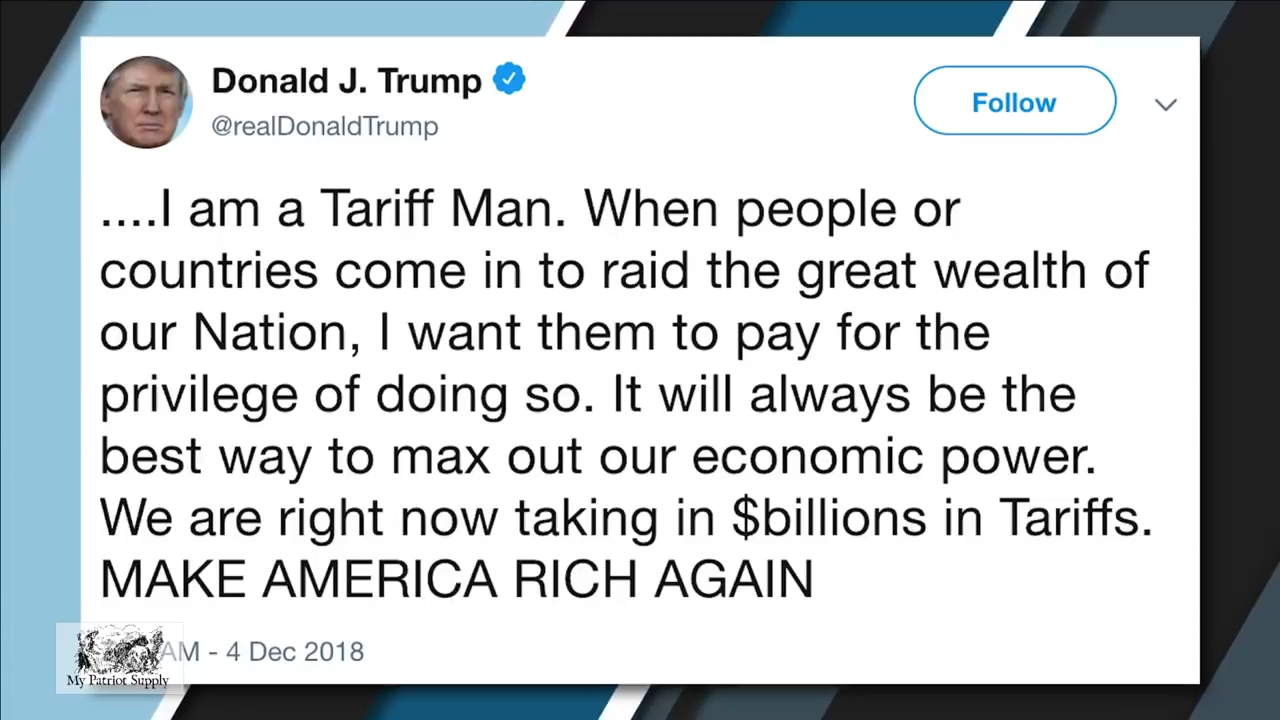 Donald J. Trump
Follow
@realDonaldTrump
....I am a Tariff Man. When people or
countries come in to raid the great wealth of
our Nation, I want them to pay for the
privilege of doing so. It will always be the
best way to max out our economic power.
We are right now taking in $billions in Tariffs.
MAKE AMERICA RICH AGAIN
AM - 4 Dec 2018
My Patriot Supply